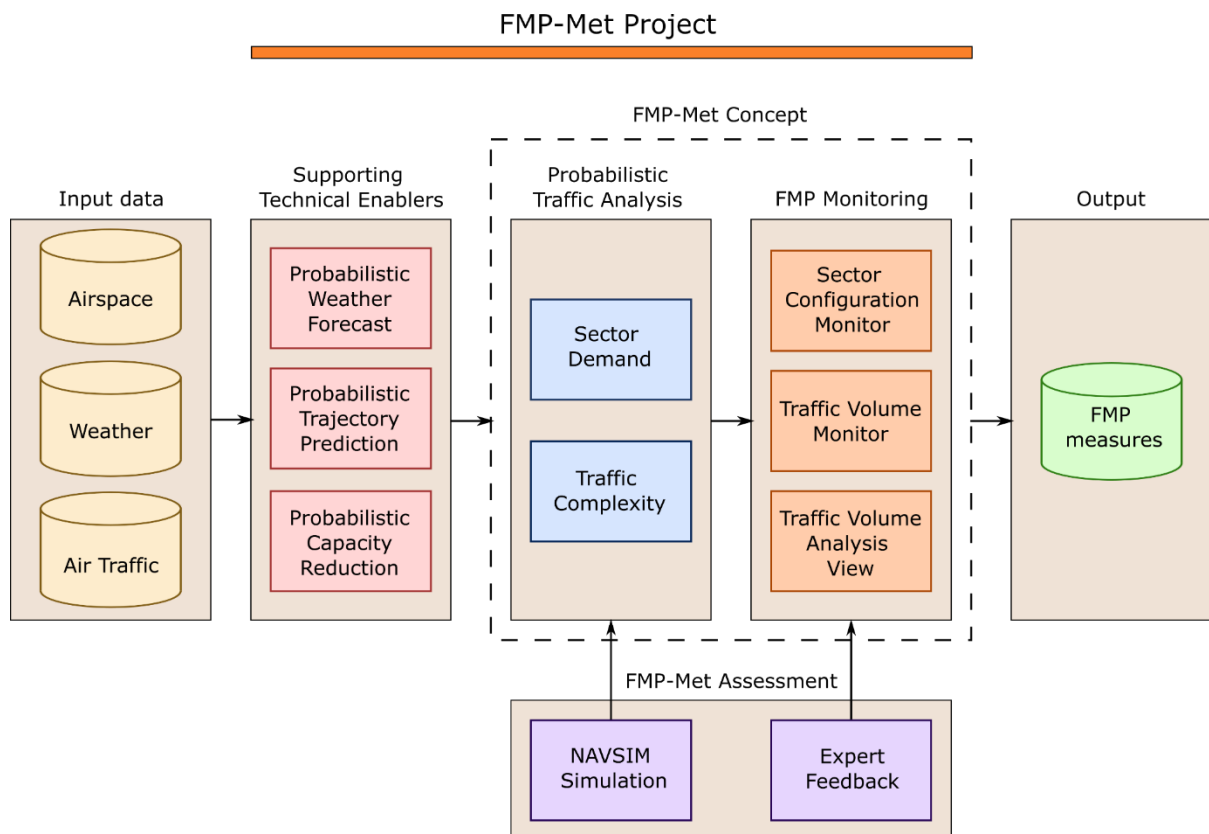 FMP-Met Project
FMP-Met Concept
Input data
Supporting
Technical Enablers
Probabilistic
Traffic Analysis
FMP Monitoring
Output
Airspace
Weather
Air Traffic
Probabilistic
Weather
Forecast
Probabilistic
Trajectory
Prediction
Probabilistic
Capacity
Reduction
Sector
Demand
Traffic
Complexity
Sector
Configuration
Monitor
Traffic Volume
Monitor
Traffic Volume
Analysis
View
FMP
measures
FMP-Met Assessment
NAVSIM
Simulation
Expert
Feedback